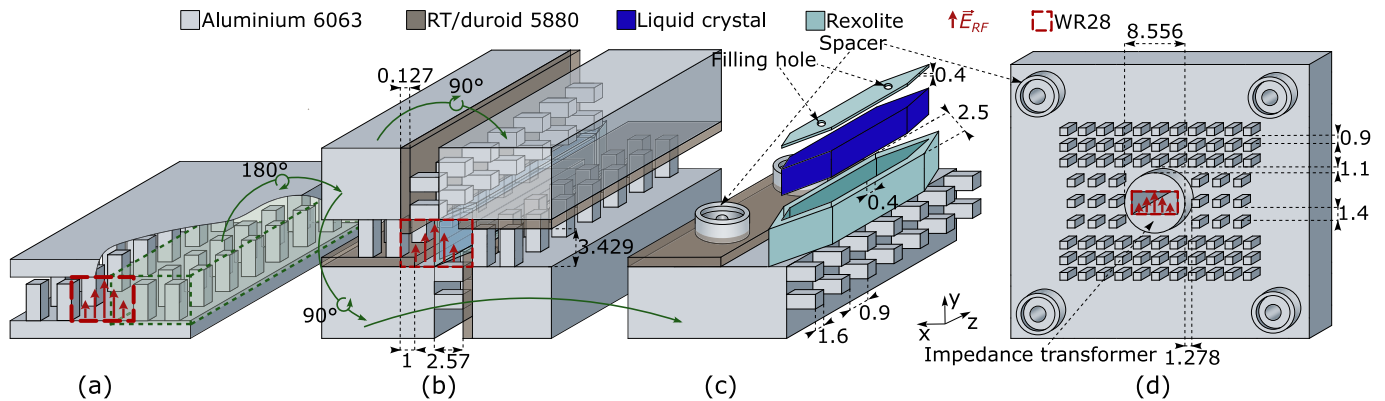 Aluminium 6063
RT/duroid 5880
Liquid crystal
Rexolite
E_RF
WR28
Spacer
Filling hole
0.127
90°
180°
90°
3.429
1
2.57
0.4
2.5
0.4
0.9
1.6
y
z
x
8.556
0.9
1.1
1.4
Impedance transformer
1.278
(a)
(b)
(c)
(d)